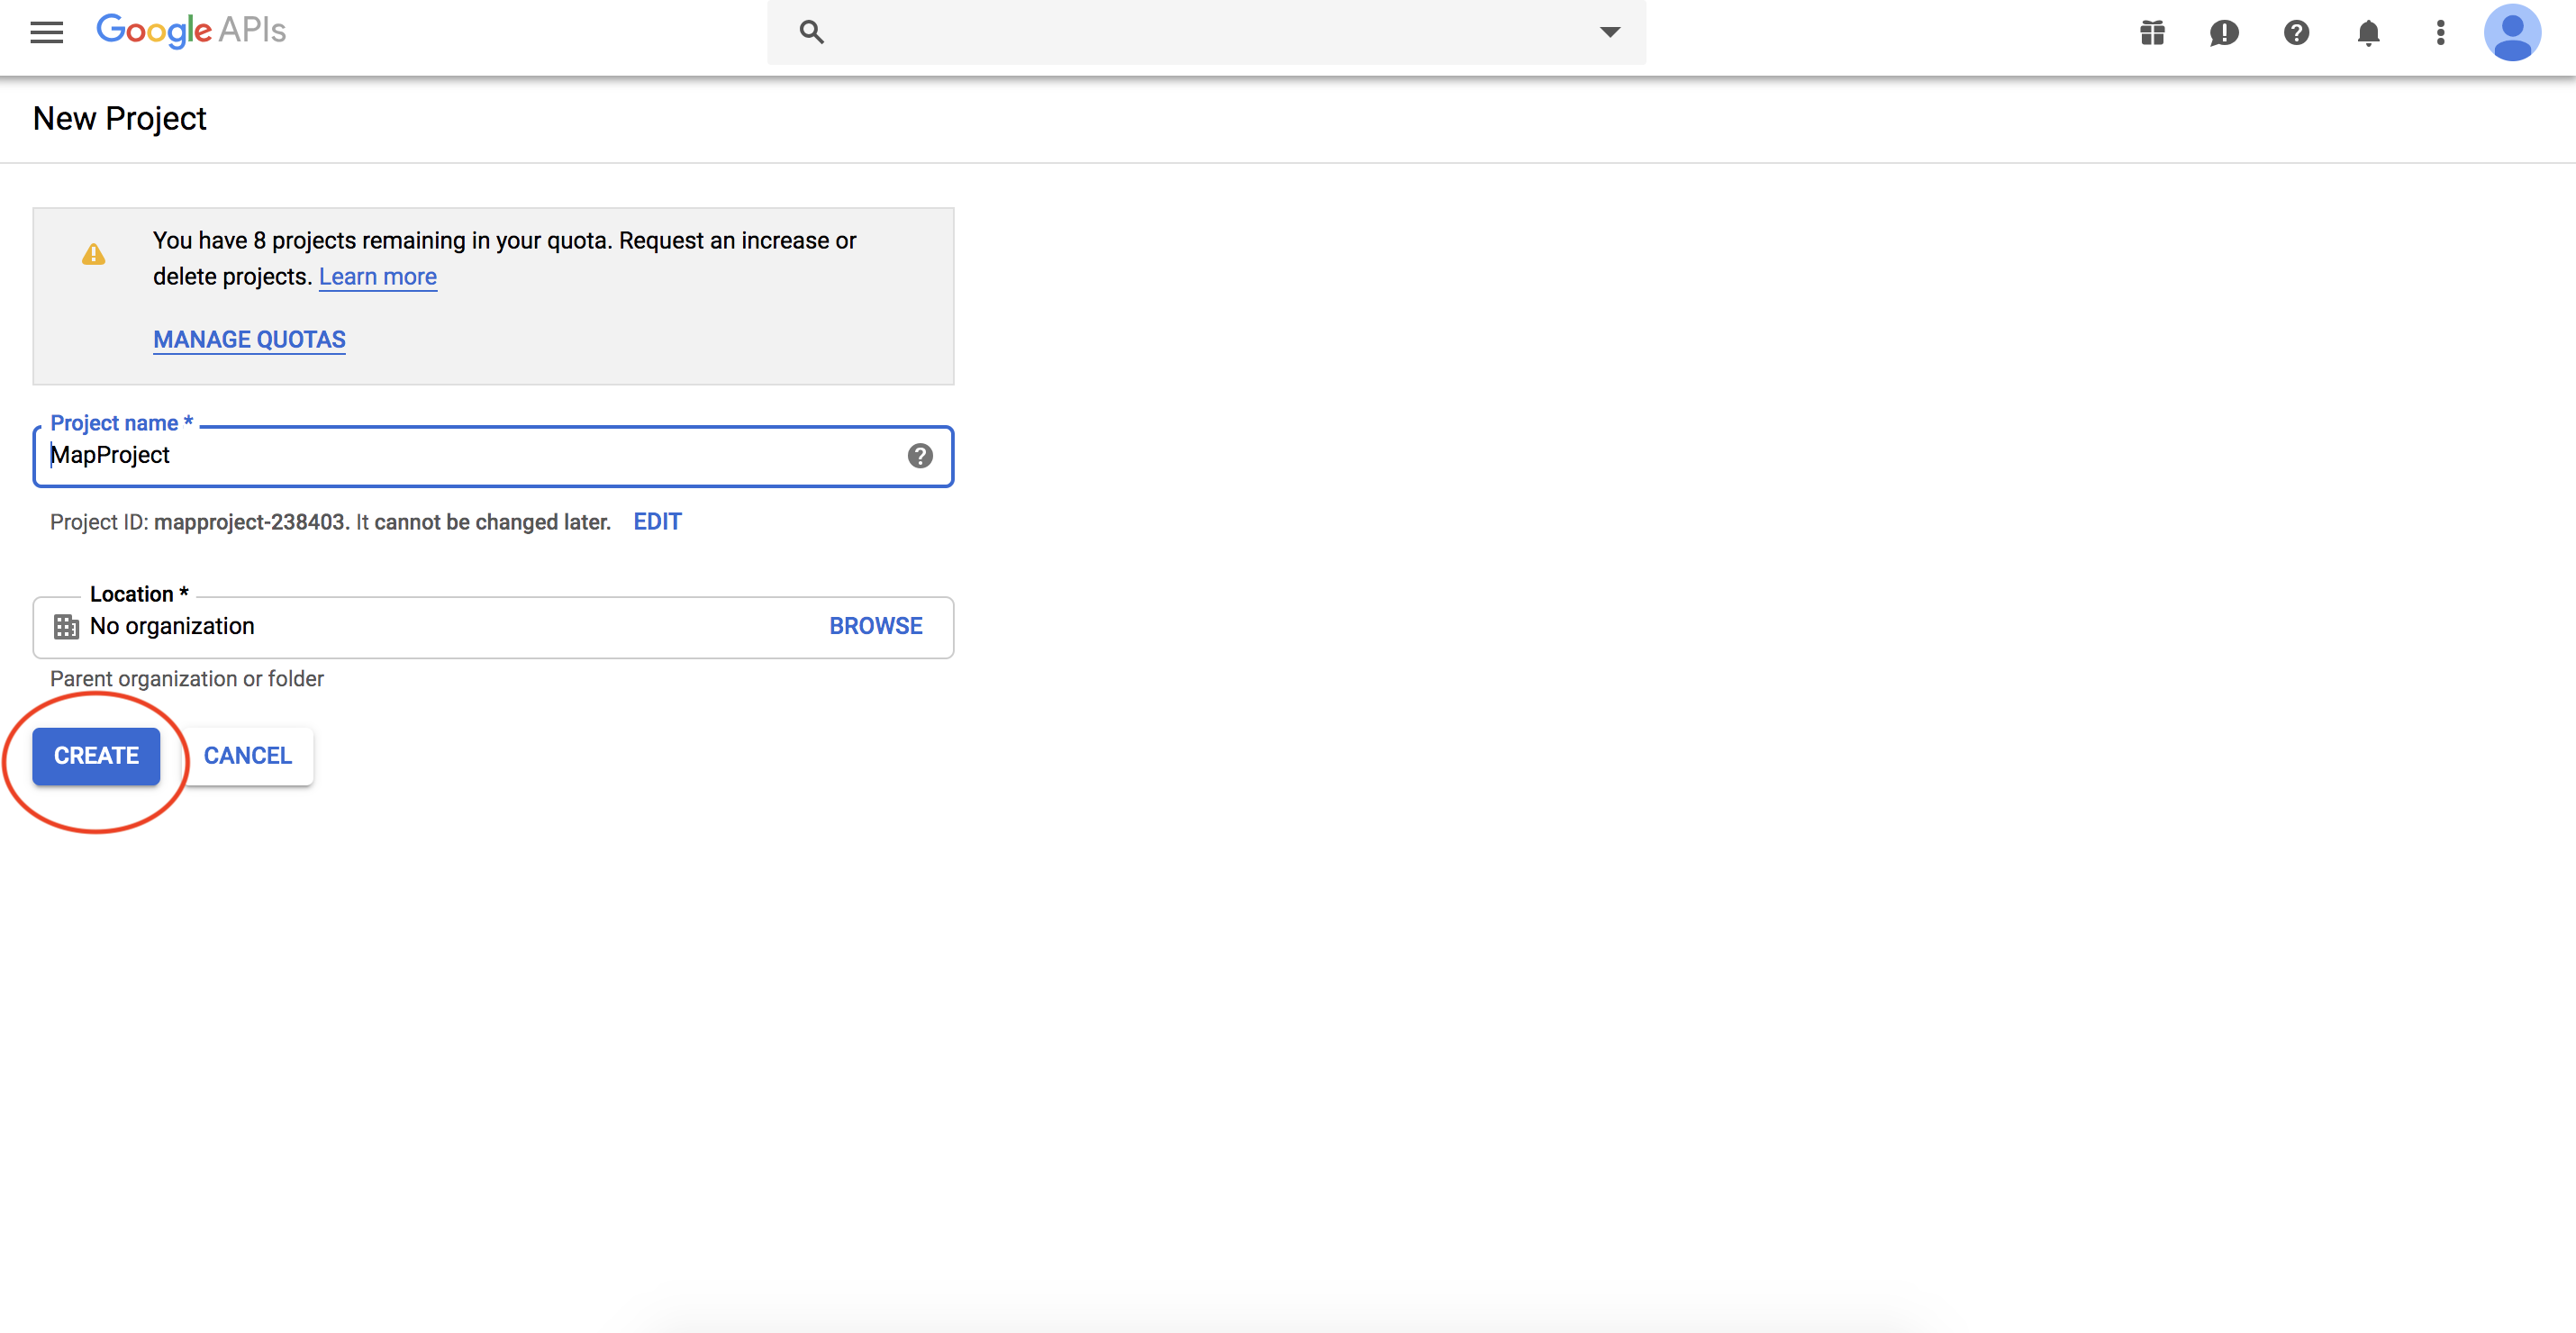 Google APIs
New Project
You have 8 projects remaining in your quota. Request an increase or
delete projects. Learn more
MANAGE QUOTAS
Project name *
MapProject
Project ID: mapproject-238403. It cannot be changed later. EDIT
Location *
No organization BROWSE
Parent organization or folder
CREATE CANCEL